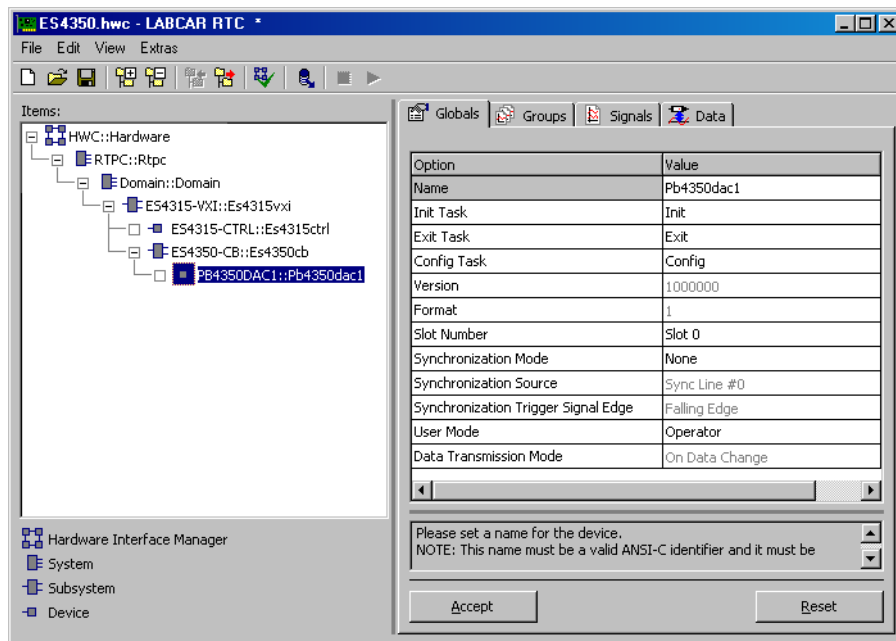 ES4350.hwc - LABCAR RTC *
File Edit View Extras
Items:
HWC::Hardware
RTPC::Rtpc
Domain::Domain
ES4315-VXI::Es4315vxi
ES4315-CTRL::Es4315ctrl
ES4350-CB::Es4350cb
PB4350DAC1::Pb4350dac1
Hardware Interface Manager
System
Subsystem
Device
Globals Groups Signals Data
Option Value
Name Pb4350dac1
Init Task Init
Exit Task Exit
Config Task Config
Version 1000000
Format 1
Slot Number Slot 0
Synchronization Mode None
Synchronization Source Sync Line #0
Synchronization Trigger Signal Edge Falling Edge
User Mode Operator
Data Transmission Mode On Data Change
Please set a name for the device.
NOTE: This name must be a valid ANSI-C identifier and it must be
Accept Reset